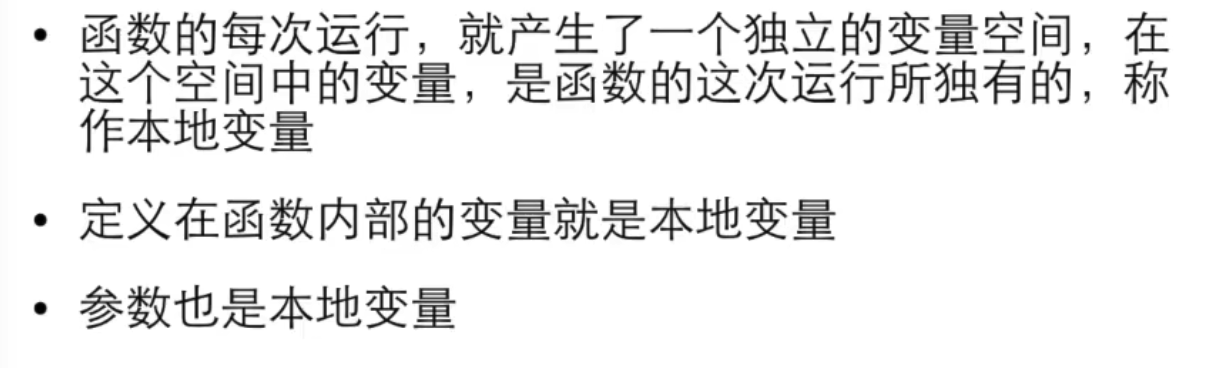 • 函数的每次运行，就产生了一个独立的变量空间，在
这个空间中的变量，是函数的这次运行所独有的，称
作本地变量
• 定义在函数内部的变量就是本地变量
• 参数也是本地变量